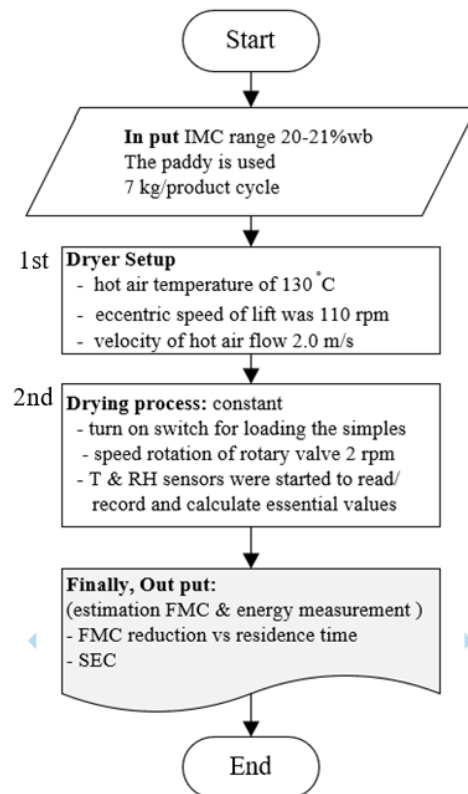 Start
In put IMC range 20-21%wb
The paddy is used
7 kg/product cycle
1st
Dryer Setup
- hot air temperature of 130 °C
- eccentric speed of lift was 110 rpm
- velocity of hot air flow 2.0 m/s
2nd
Drying process: constant
- turn on switch for loading the simples
- speed rotation of rotary valve 2 rpm
- T & RH sensors were started to read/
record and calculate essential values
Finally, Out put:
(estimation FMC & energy measurement )
- FMC reduction vs residence time
- SEC
End